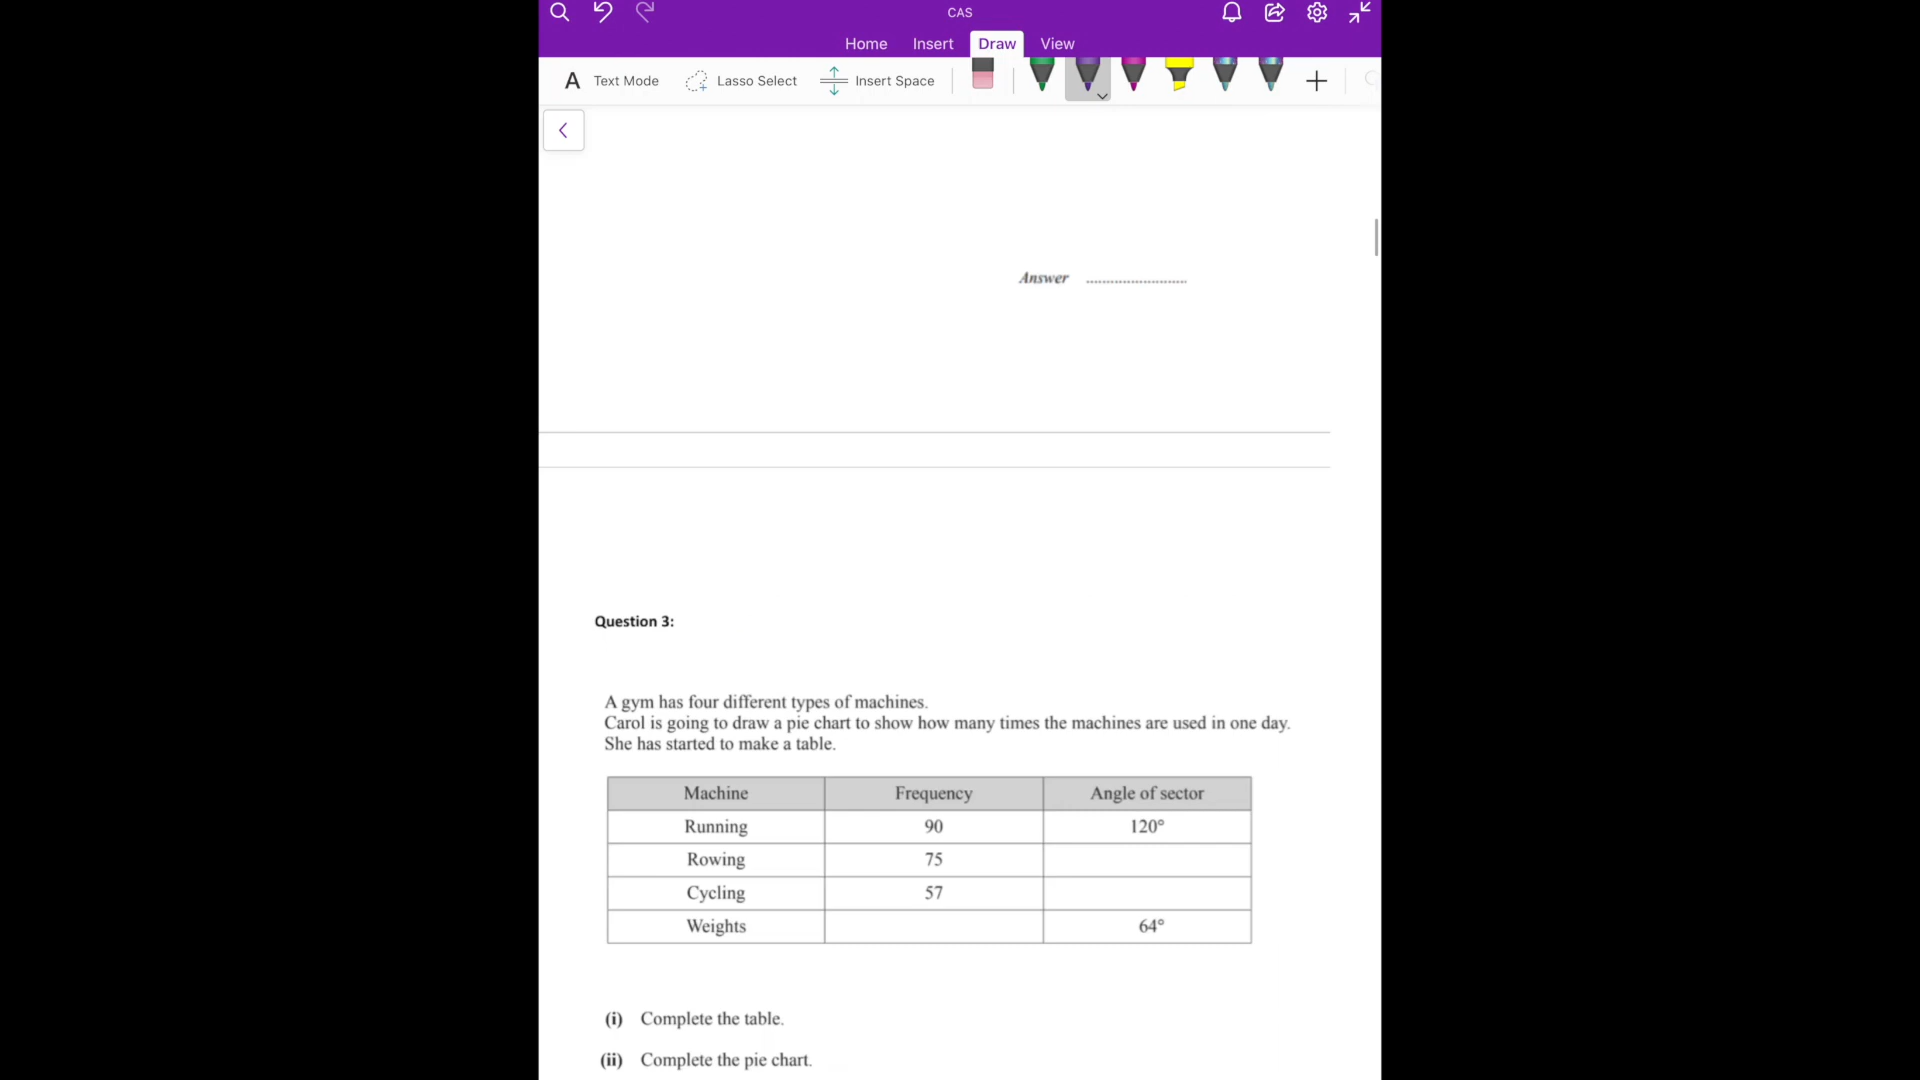 CAS
Home Insert Draw View
A Text Mode Lasso Select Insert Space
Answer ........................
Question 3:
A gym has four different types of machines.
Carol is going to draw a pie chart to show how many times the machines are used in one day.
She has started to make a table.
Machine Frequency Angle of sector
Running 90 120°
Rowing 75
Cycling 57
Weights 64°
(i) Complete the table.
(ii) Complete the pie chart.